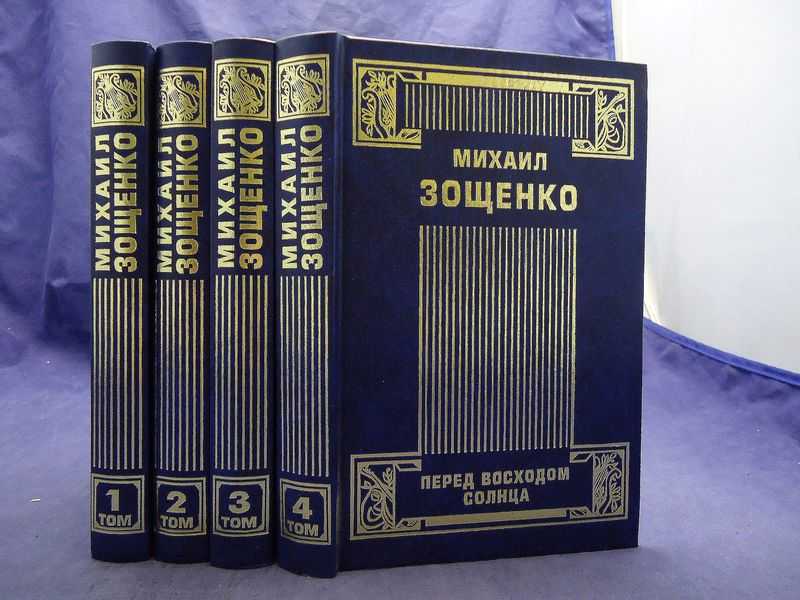 МИХАИЛ
ЗОЩЕНКО
1
ТОМ
МИХАИЛ
ЗОЩЕНКО
2
ТОМ
МИХАИЛ
ЗОЩЕНКО
3
ТОМ
МИХАИЛ
ЗОЩЕНКО
4
ТОМ
МИХАИЛ
ЗОЩЕНКО
ПЕРЕД ВОСХОДОМ
СОЛНЦА